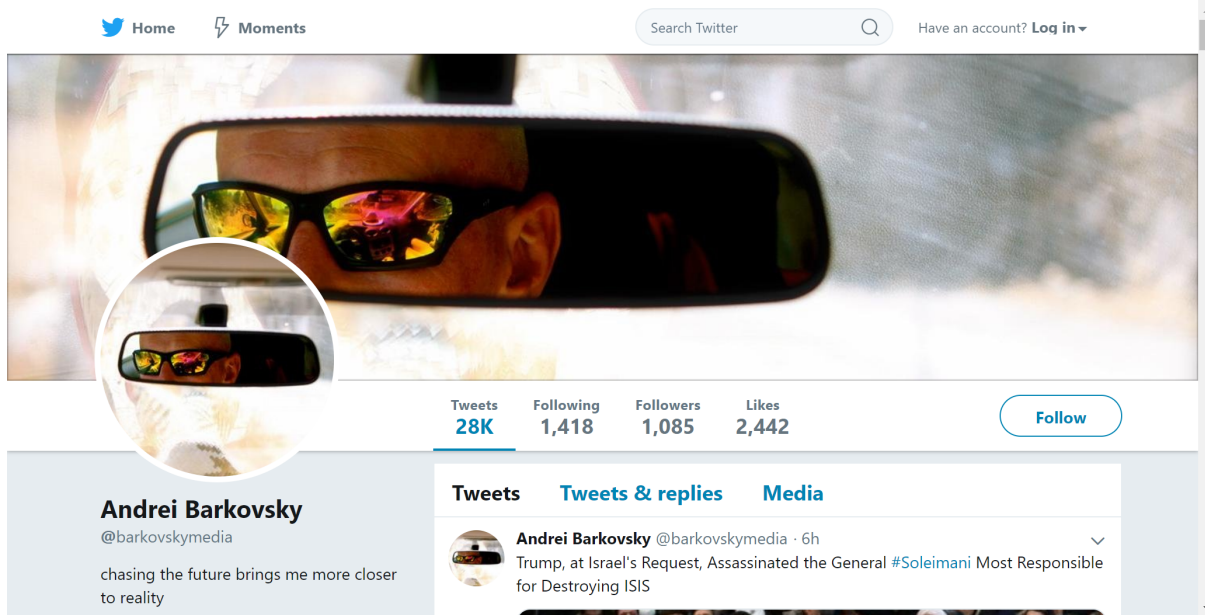 Home Moments Search Twitter Have an account? Log in
Tweets Following Followers Likes
28K 1,418 1,085 2,442 Follow
Andrei Barkovsky
@barkovskymedia
chasing the future brings me more closer
to reality
Tweets Tweets & replies Media
Andrei Barkovsky @barkovskymedia · 6h
Trump, at Israel's Request, Assassinated the General #Soleimani Most Responsible
for Destroying ISIS